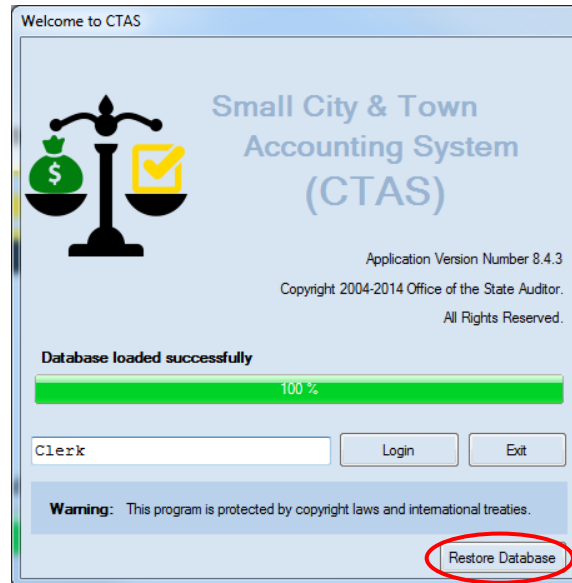 Welcome to CTAS
Small City & Town
Accounting System
(CTAS)
$
Application Version Number 8.4.3
Copyright 2004-2014 Office of the State Auditor.
All Rights Reserved.
Database loaded successfully
100 %
Clerk
Login
Exit
Warning: This program is protected by copyright laws and international treaties.
Restore Database